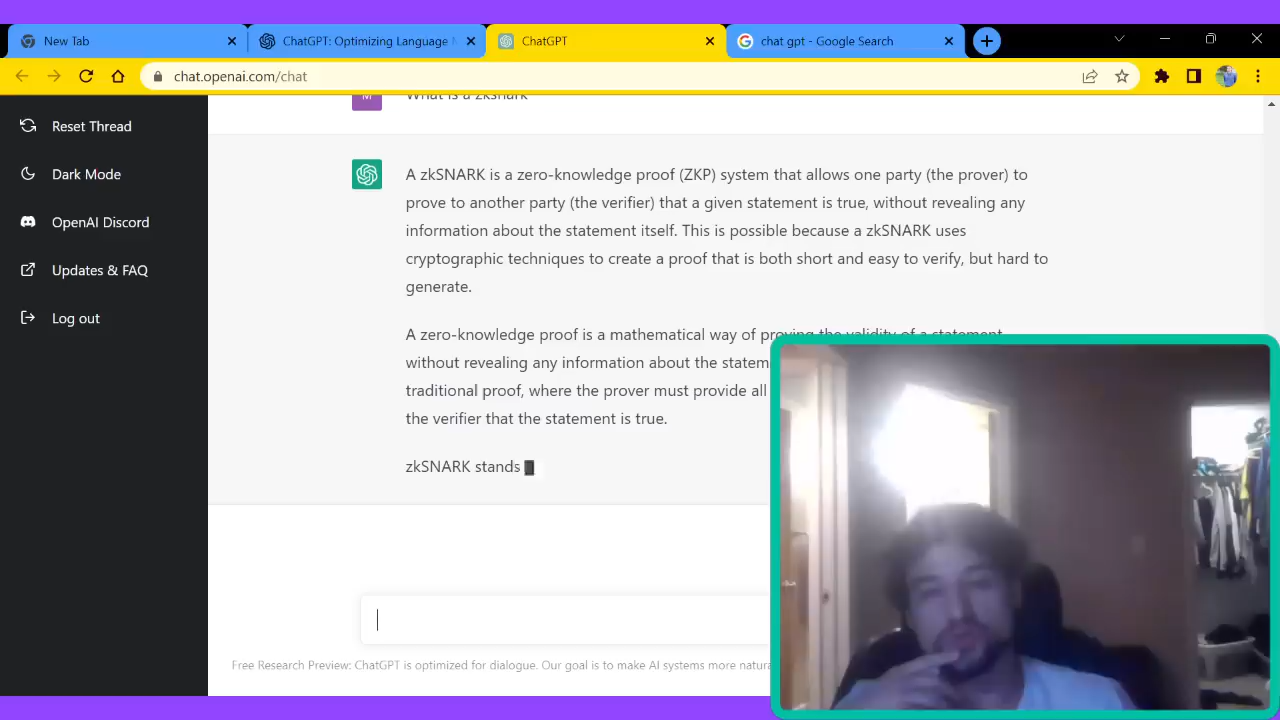 New Tab
ChatGPT: Optimizing Language
ChatGPT
chat gpt - Google Search
chat.openai.com/chat
M
What is a zksnark
Reset Thread
Dark Mode
OpenAI Discord
Updates & FAQ
Log out
A zkSNARK is a zero-knowledge proof (ZKP) system that allows one party (the prover) to
prove to another party (the verifier) that a given statement is true, without revealing any
information about the statement itself. This is possible because a zkSNARK uses
cryptographic techniques to create a proof that is both short and easy to verify, but hard to
generate.
A zero-knowledge proof is a mathematical way of proving the validity of a statement
without revealing any information about the statem
traditional proof, where the prover must provide all
the verifier that the statement is true.
zkSNARK stands
Free Research Preview: ChatGPT is optimized for dialogue. Our goal is to make AI systems more natura